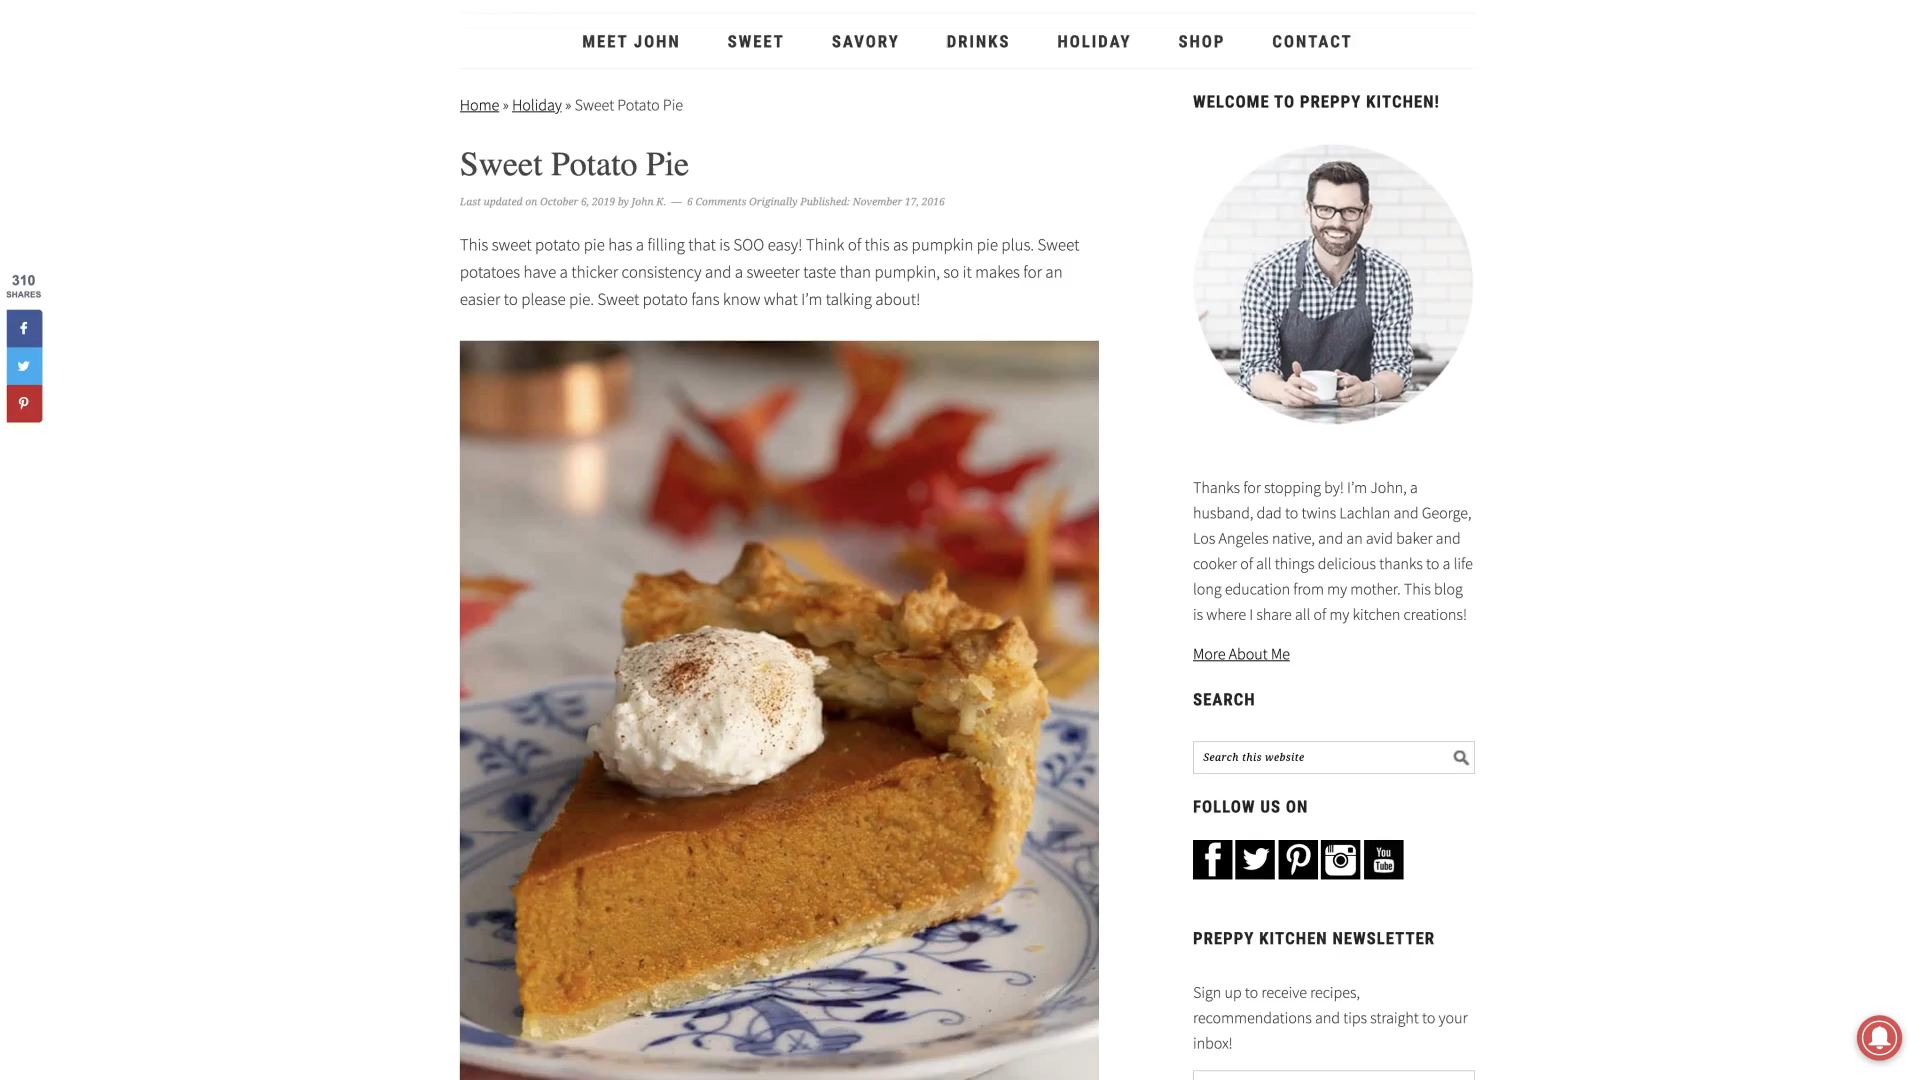 MEET JOHN SWEET SAVORY DRINKS HOLIDAY SHOP CONTACT
Home » Holiday » Sweet Potato Pie
Sweet Potato Pie
Last updated on October 6, 2019 by John K. — 6 Comments Originally Published: November 17, 2016
This sweet potato pie has a filling that is SOO easy! Think of this as pumpkin pie plus. Sweet
potatoes have a thicker consistency and a sweeter taste than pumpkin, so it makes for an
easier to please pie. Sweet potato fans know what I’m talking about!
310
SHARES
WELCOME TO PREPPY KITCHEN!
Thanks for stopping by! I’m John, a
husband, dad to twins Lachlan and George,
Los Angeles native, and an avid baker and
cooker of all things delicious thanks to a life
long education from my mother. This blog
is where I share all of my kitchen creations!
More About Me
SEARCH
Search this website
FOLLOW US ON
You
Tube
PREPPY KITCHEN NEWSLETTER
Sign up to receive recipes,
recommendations and tips straight to your
inbox!